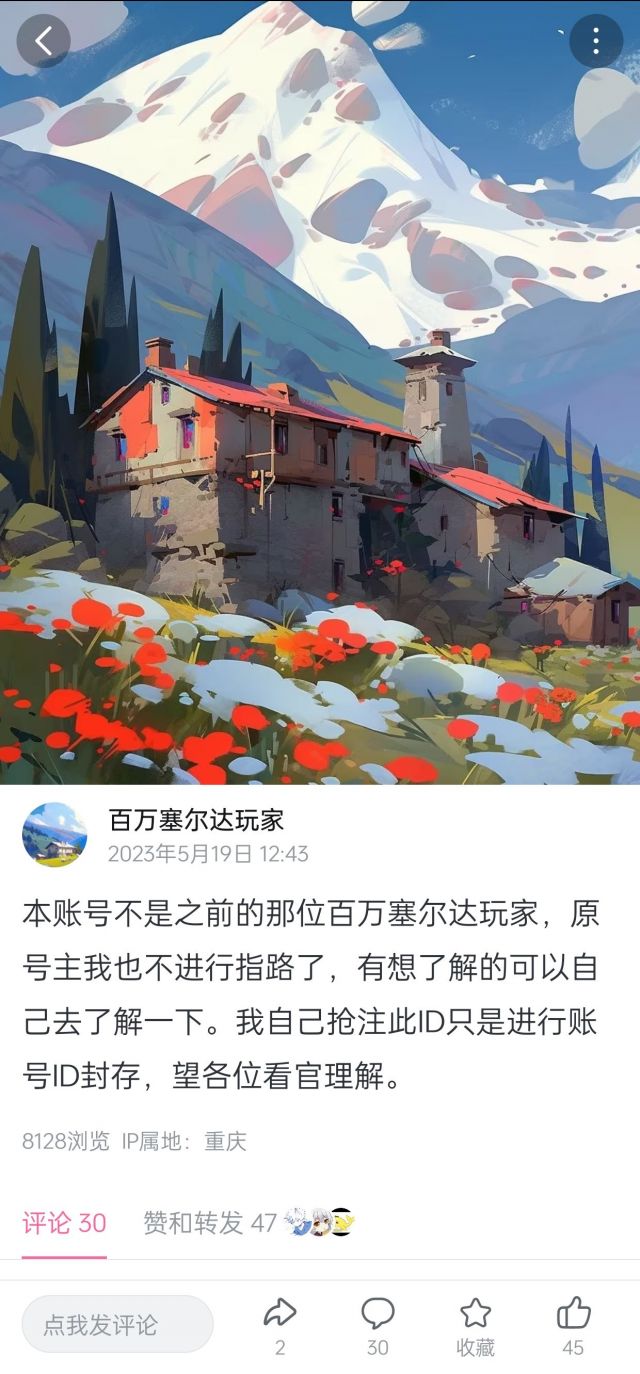 百万塞尔达玩家
2023年5月19日 12:43
本账号不是之前的那位百万塞尔达玩家，原
号主我也不进行指路了，有想了解的可以自
己去了解一下。我自己抢注此ID只是进行账
号ID封存，望各位看官理解。
8128浏览 IP属地：重庆
评论 30 赞和转发 47
点我发评论
2
30
收藏
45